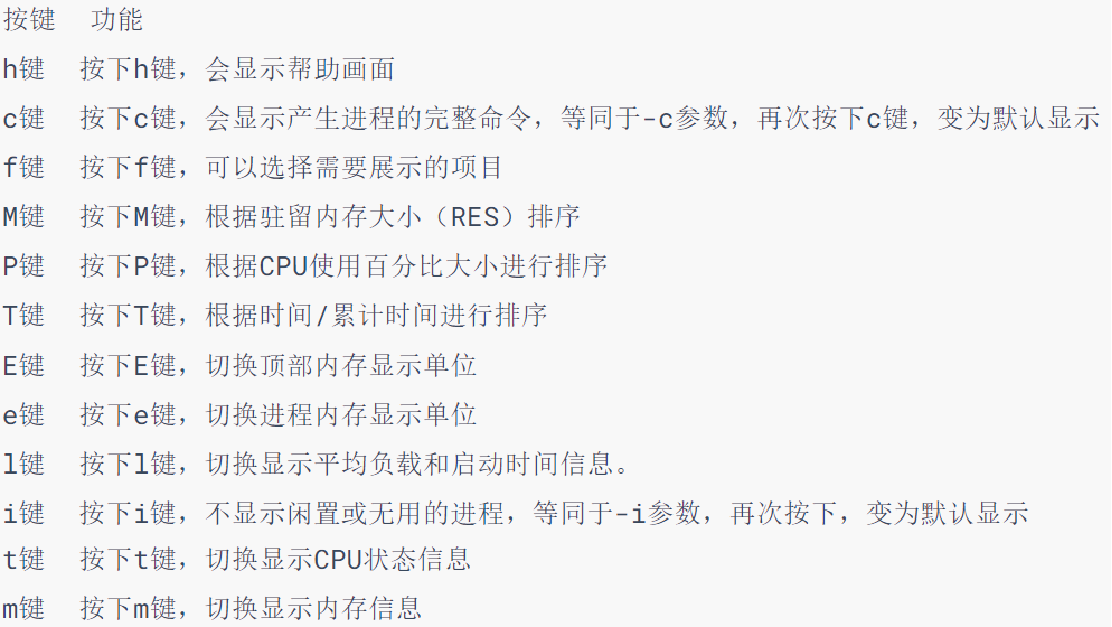 按键 功能
h键 按下h键，会显示帮助画面
c键 按下c键，会显示产生进程的完整命令，等同于-c参数，再次按下c键，变为默认显示
f键 按下f键，可以选择需要展示的项目
M键 按下M键，根据驻留内存大小（RES）排序
P键 按下P键，根据CPU使用百分比大小进行排序
T键 按下T键，根据时间/累计时间进行排序
E键 按下E键，切换顶部内存显示单位
e键 按下e键，切换进程内存显示单位
l键 按下l键，切换显示平均负载和启动时间信息。
i键 按下i键，不显示闲置或无用的进程，等同于-i参数，再次按下，变为默认显示
t键 按下t键，切换显示CPU状态信息
m键 按下m键，切换显示内存信息